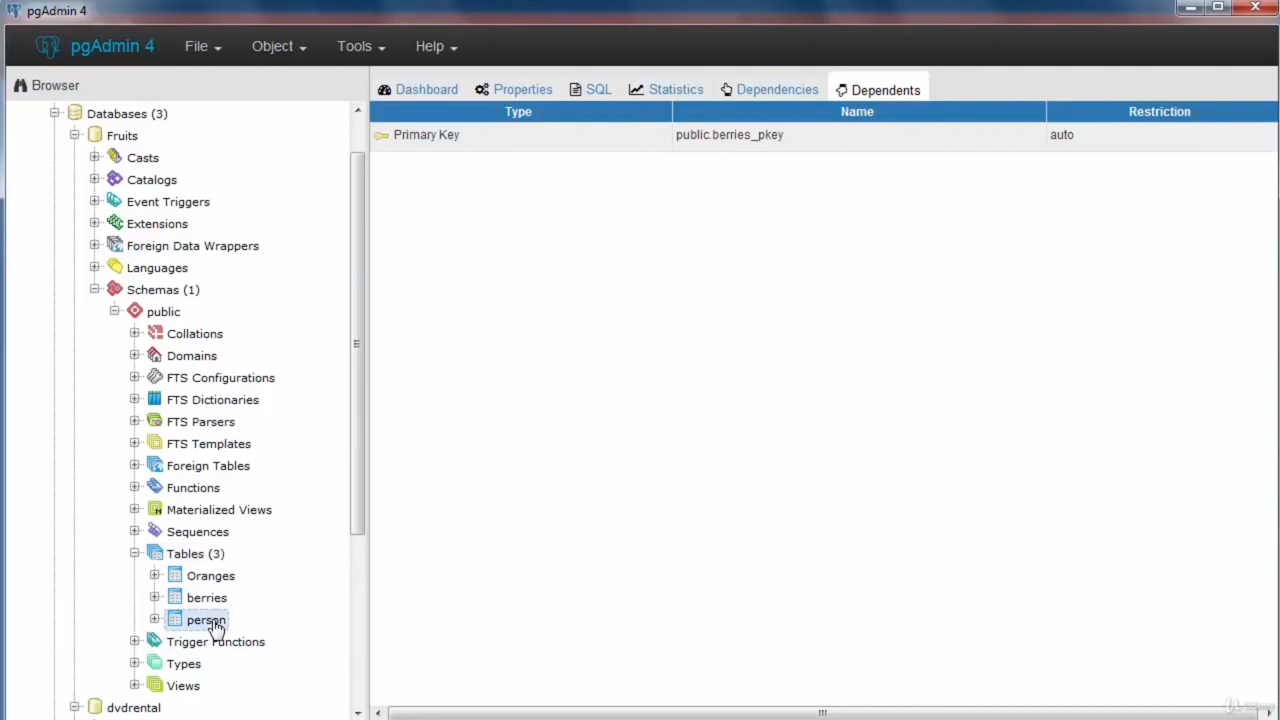 pgAdmin 4
pgAdmin 4 File Object Tools Help
Browser
Dashboard Properties SQL Statistics Dependencies Dependents
Type Name Restriction
Primary Key public.berries_pkey auto
Databases (3)
Fruits
Casts
Catalogs
Event Triggers
Extensions
Foreign Data Wrappers
Languages
Schemas (1)
public
Collations
Domains
FTS Configurations
FTS Dictionaries
FTS Parsers
FTS Templates
Foreign Tables
Functions
Materialized Views
Sequences
Tables (3)
Oranges
berries
person
Trigger Functions
Types
Views
dvdrental